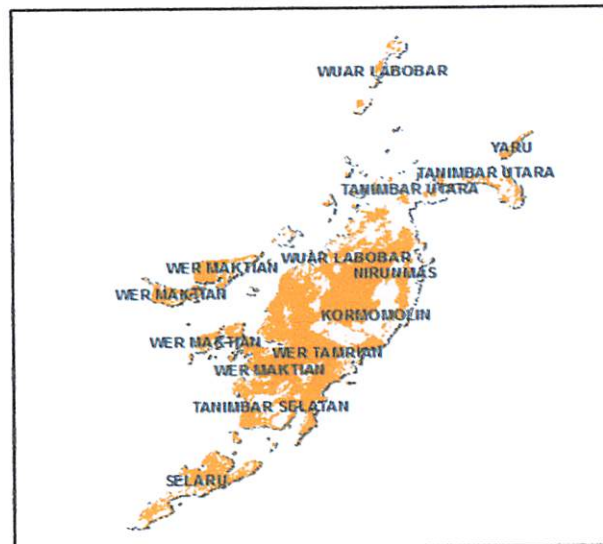 WUAR LABOBAR
YARU
TANIMBAR UTARA
TANIMBAR UTARA
WUAR LABOBAR
WER MAKTIAN
NIRUNMAS
WER MAKTIAN
KORMOMOLIN
WER MAKTIAN
WER TAMRIAN
WER MAKTIAN
TANIMBAR SELATAN
SELARU